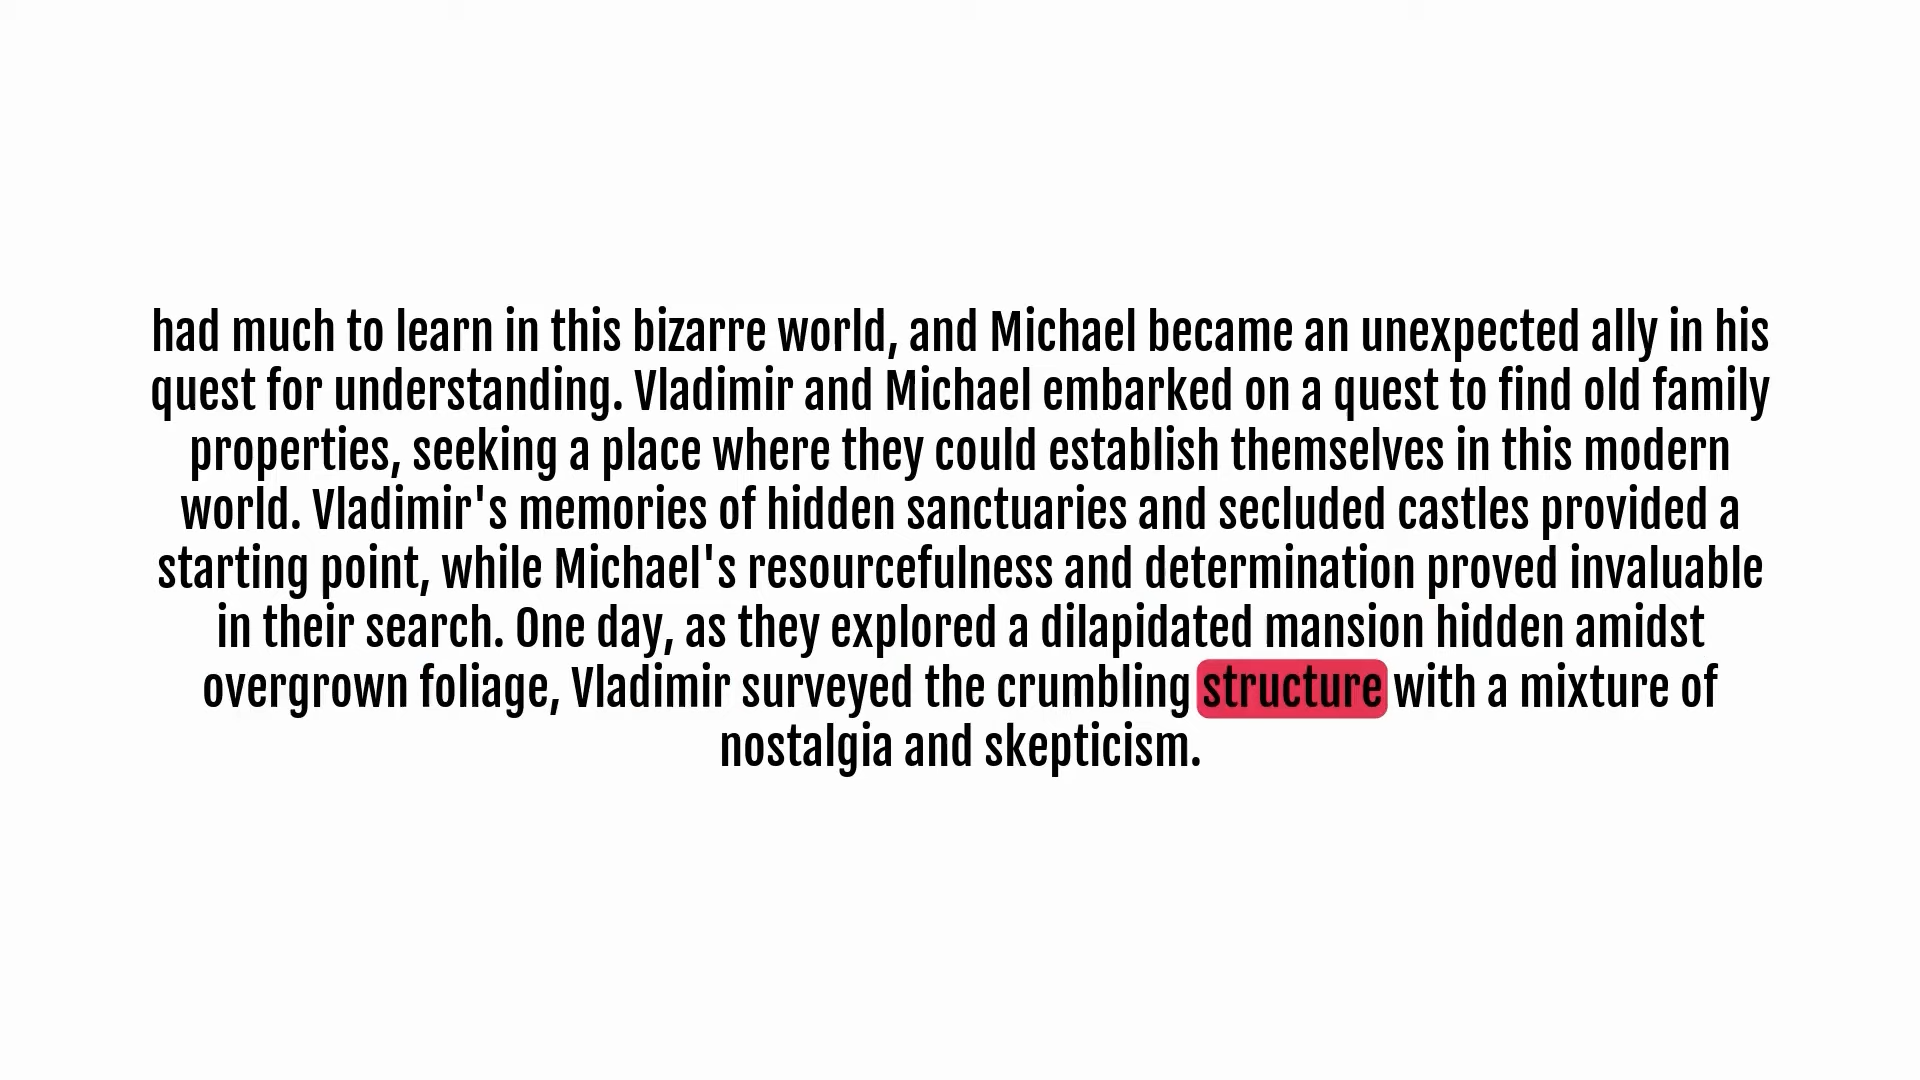 had much to learn in this bizarre world, and Michael became an unexpected ally in his
quest for understanding. Vladimir and Michael embarked on a quest to find old family
properties, seeking a place where they could establish themselves in this modern
world. Vladimir's memories of hidden sanctuaries and secluded castles provided a
starting point, while Michael's resourcefulness and determination proved invaluable
in their search. One day, as they explored a dilapidated mansion hidden amidst
overgrown foliage, Vladimir surveyed the crumbling structure with a mixture of
nostalgia and skepticism.